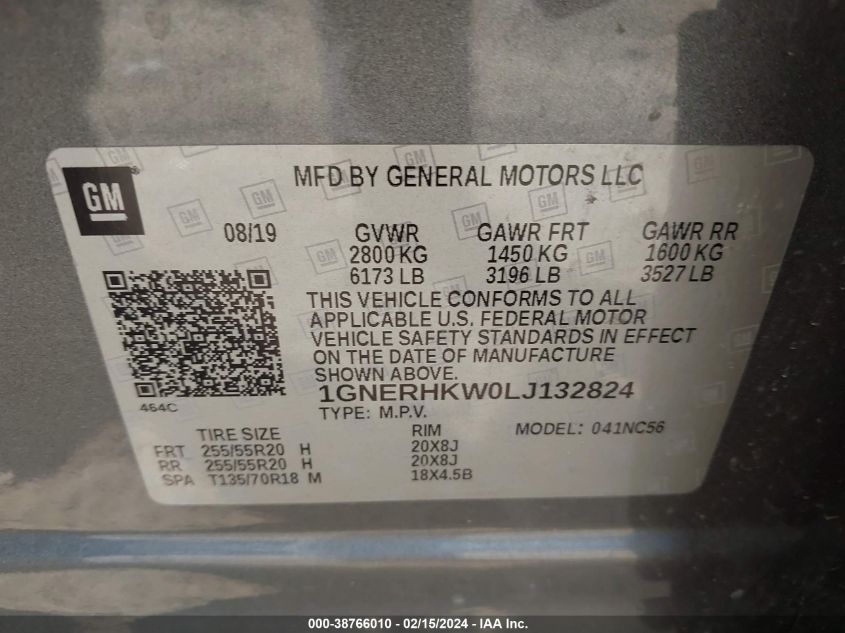 GM
MFD BY GENERAL MOTORS LLC
08/19 GVWR GAWR FRT GAWR RR
2800 KG 1450 KG 1600 KG
6173 LB 3196 LB 3527 LB
THIS VEHICLE CONFORMS TO ALL
APPLICABLE U.S. FEDERAL MOTOR
VEHICLE SAFETY STANDARDS IN EFFECT
ON THE DATE OF MANUFACTURE
SHOWN ABOVE.
464C
1GNERHKW0LJ132824
TYPE: M.P.V.
TIRE SIZE RIM MODEL: 041NC56
FRT 255/55R20 H 20X8J
RR 255/55R20 H 20X8J
SPA T135/70R18 M 18X4.5B
000-38766010 - 02/15/2024 - IAA Inc.